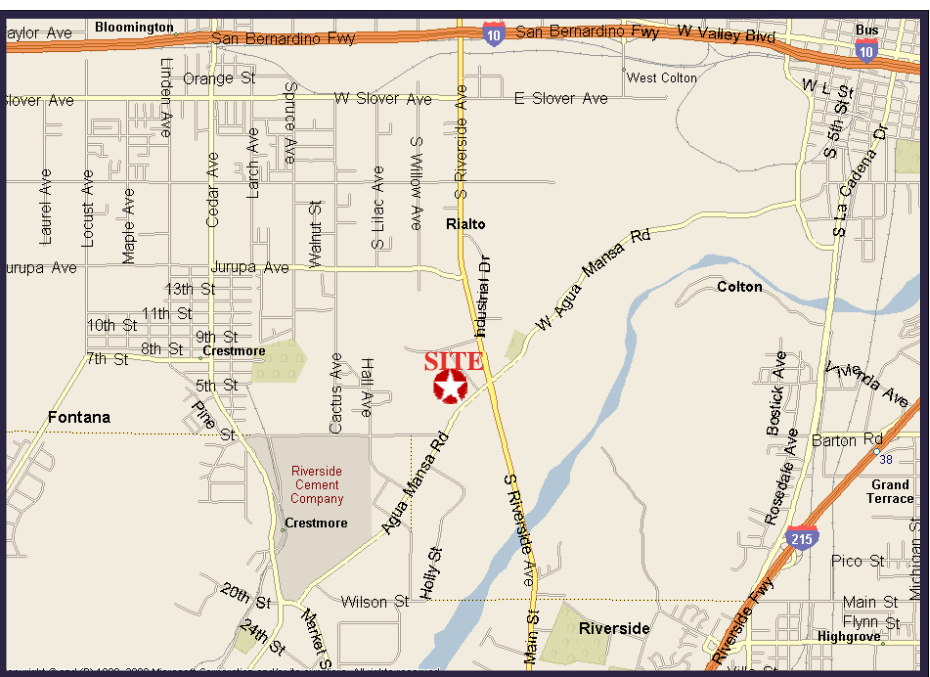 Bloomington
aylor Ave
San Bernardino Fwy
10
San Bernardino Fwy
W Valley Blvd
Bus
10
Orange St
West Colton
Slover Ave
Linden Ave
Spruce Ave
W Slover Ave
E Slover Ave
S Riverside Ave
W L St
S 5th St
S La Cadena Dr
Laurel Ave
Locust Ave
Maple Ave
Cedar Ave
Larch Ave
Walnut St
S Lilac Ave
S Willow Ave
Rialto
W Agua Mansa Rd
urupa Ave
Jurupa Ave
Industrial Dr
Colton
13th St
11th St
10th St
9th St
8th St
7th St
Crestmore
5th St
SITE
Cactus Ave
Hall Ave
Fontana
Pine St
Bostick Ave
Rosedale Ave
Barton Rd
38
Grand
Terrace
Riverside
Cement
Company
Crestmore
Agua Mansa Rd
S Riverside Ave
215
Holly St
Pico St
Michigan St
20th St
24th St
Market S
Wilson St
Main St
Riverside
Riverside Fwy
Main St
Flynn St
Highgrove